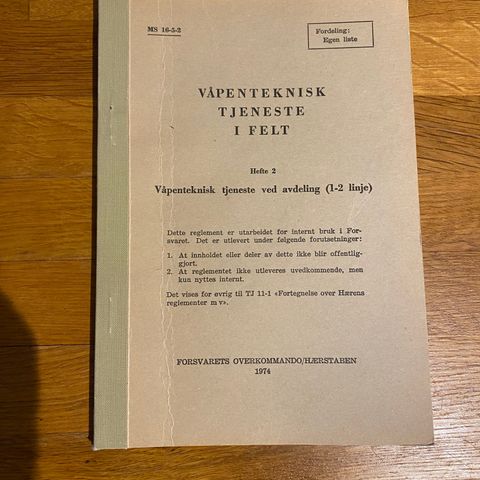 MS 16-5-2
Fordeling:
Egen liste
VÅPENTEKNISK
TJENESTE
I FELT
Hefte 2
Våpenteknisk tjeneste ved avdeling (1-2 linje)
Dette reglement er utarbeidet for internt bruk i For-
svaret. Det er utlevert under følgende forutsetninger:
1. At innholdet eller deler av dette ikke blir offentlig-
gjort.
2. At reglementet ikke utleveres uvedkommende, men
kun nyttes internt.
Det vises for øvrig til TJ 11-1 «Fortegnelse over Hærens
reglementer m v».
FORSVARETS OVERKOMMANDO/HÆRSTABEN
1974